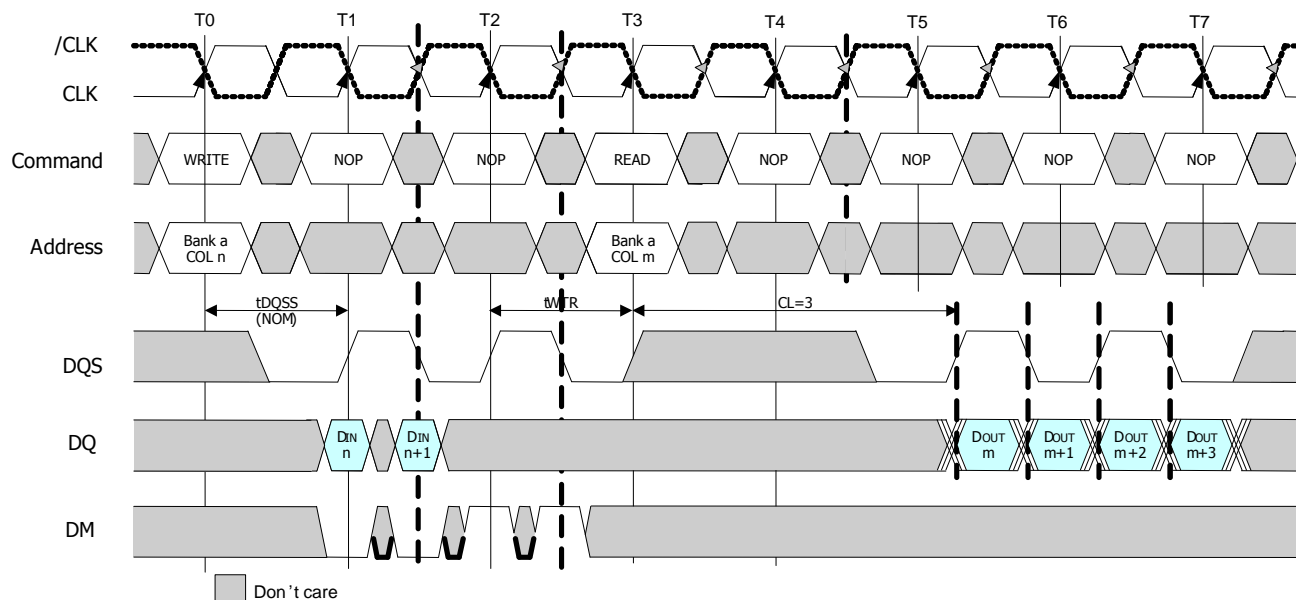 T0 T1 T2 T3 T4 T5 T6 T7
/CLK
CLK
Command WRITE NOP NOP READ NOP NOP NOP NOP
Address Bank a COL n Bank a COL m
tDQSS (NOM) tWTR CL=3
DQS
DQ DIN n DIN n+1 DOUT m DOUT m+1 DOUT m+2 DOUT m+3
DM
Don't care